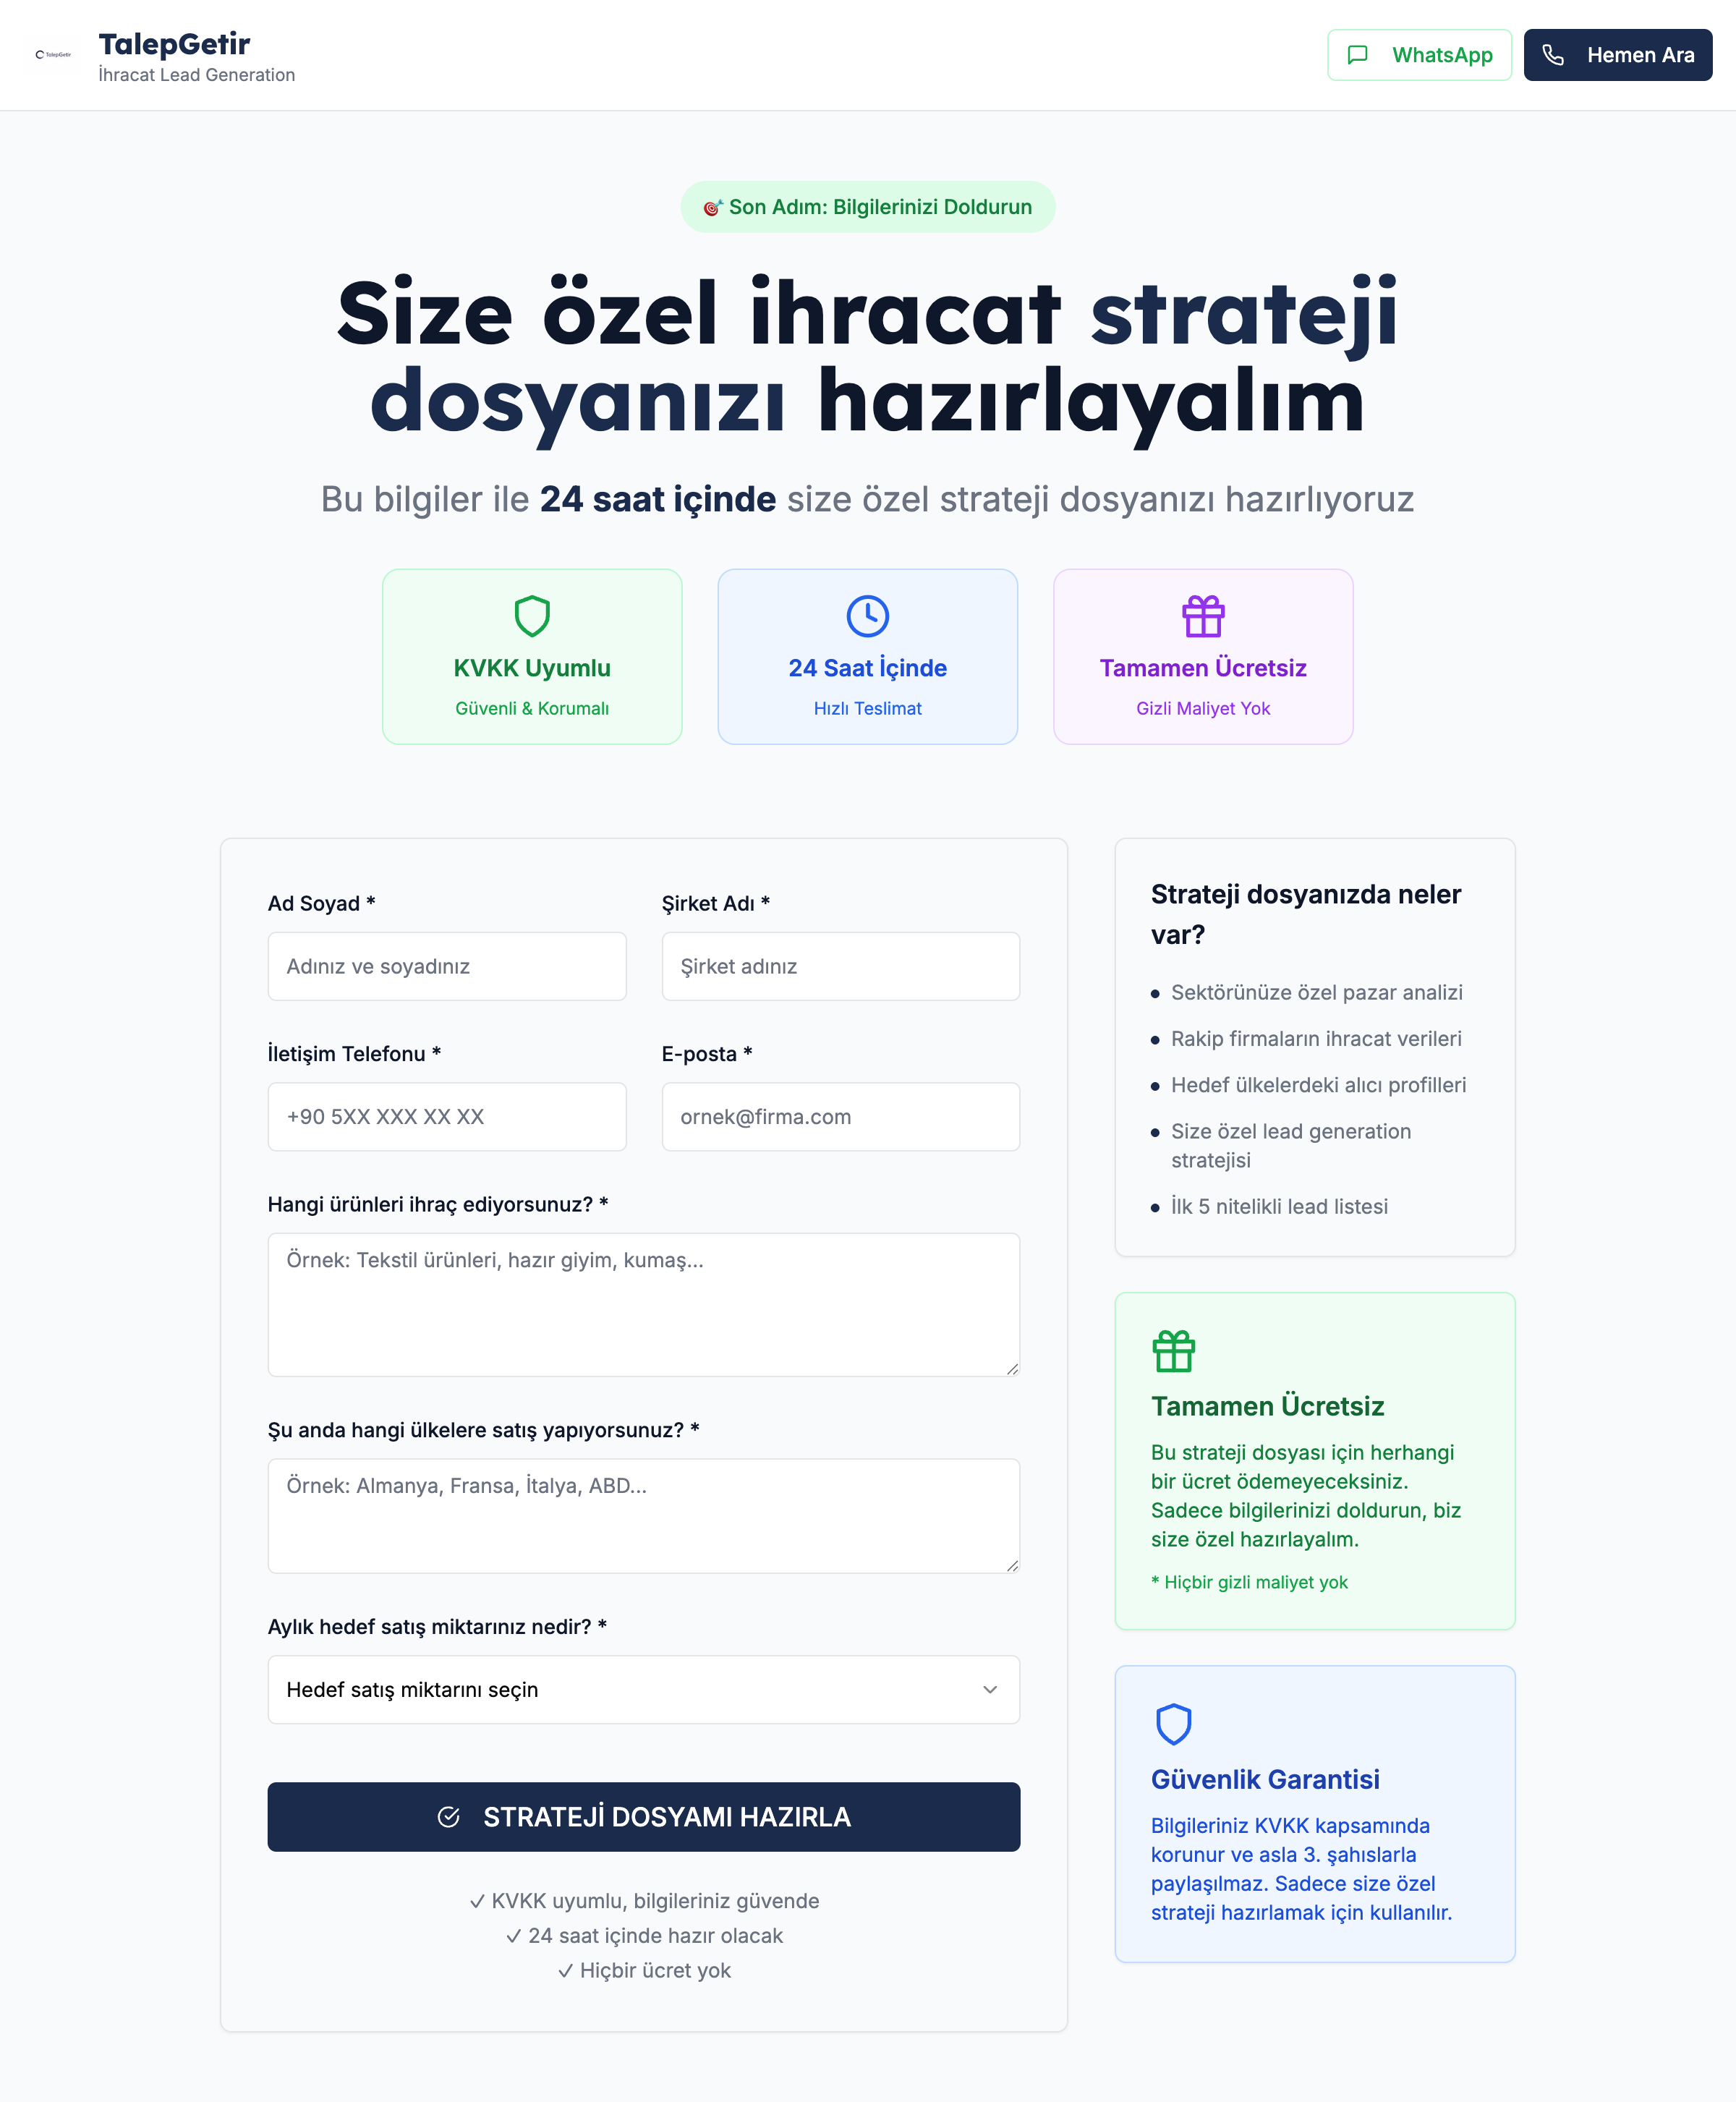 TalepGetir
TalepGetir
İhracat Lead Generation
WhatsApp
Hemen Ara
🎯 Son Adım: Bilgilerinizi Doldurun
Size özel ihracat strateji
dosyanızı hazırlayalım
Bu bilgiler ile 24 saat içinde size özel strateji dosyanızı hazırlıyoruz
KVKK Uyumlu
Güvenli & Korumalı
24 Saat İçinde
Hızlı Teslimat
Tamamen Ücretsiz
Gizli Maliyet Yok
Ad Soyad *
Adınız ve soyadınız
Şirket Adı *
Şirket adınız
İletişim Telefonu *
+90 5XX XXX XX XX
E-posta *
ornek@firma.com
Hangi ürünleri ihraç ediyorsunuz? *
Örnek: Tekstil ürünleri, hazır giyim, kumaş...
Şu anda hangi ülkelere satış yapıyorsunuz? *
Örnek: Almanya, Fransa, İtalya, ABD...
Aylık hedef satış miktarınız nedir? *
Hedef satış miktarını seçin
STRATEJİ DOSYAMI HAZIRLA
✓ KVKK uyumlu, bilgileriniz güvende
✓ 24 saat içinde hazır olacak
✓ Hiçbir ücret yok
Strateji dosyanızda neler
var?
• Sektörünüze özel pazar analizi
• Rakip firmaların ihracat verileri
• Hedef ülkelerdeki alıcı profilleri
• Size özel lead generation
stratejisi
• İlk 5 nitelikli lead listesi
Tamamen Ücretsiz
Bu strateji dosyası için herhangi
bir ücret ödemeyeceksiniz.
Sadece bilgilerinizi doldurun, biz
size özel hazırlayalım.
* Hiçbir gizli maliyet yok
Güvenlik Garantisi
Bilgileriniz KVKK kapsamında
korunur ve asla 3. şahıslarla
paylaşılmaz. Sadece size özel
strateji hazırlamak için kullanılır.